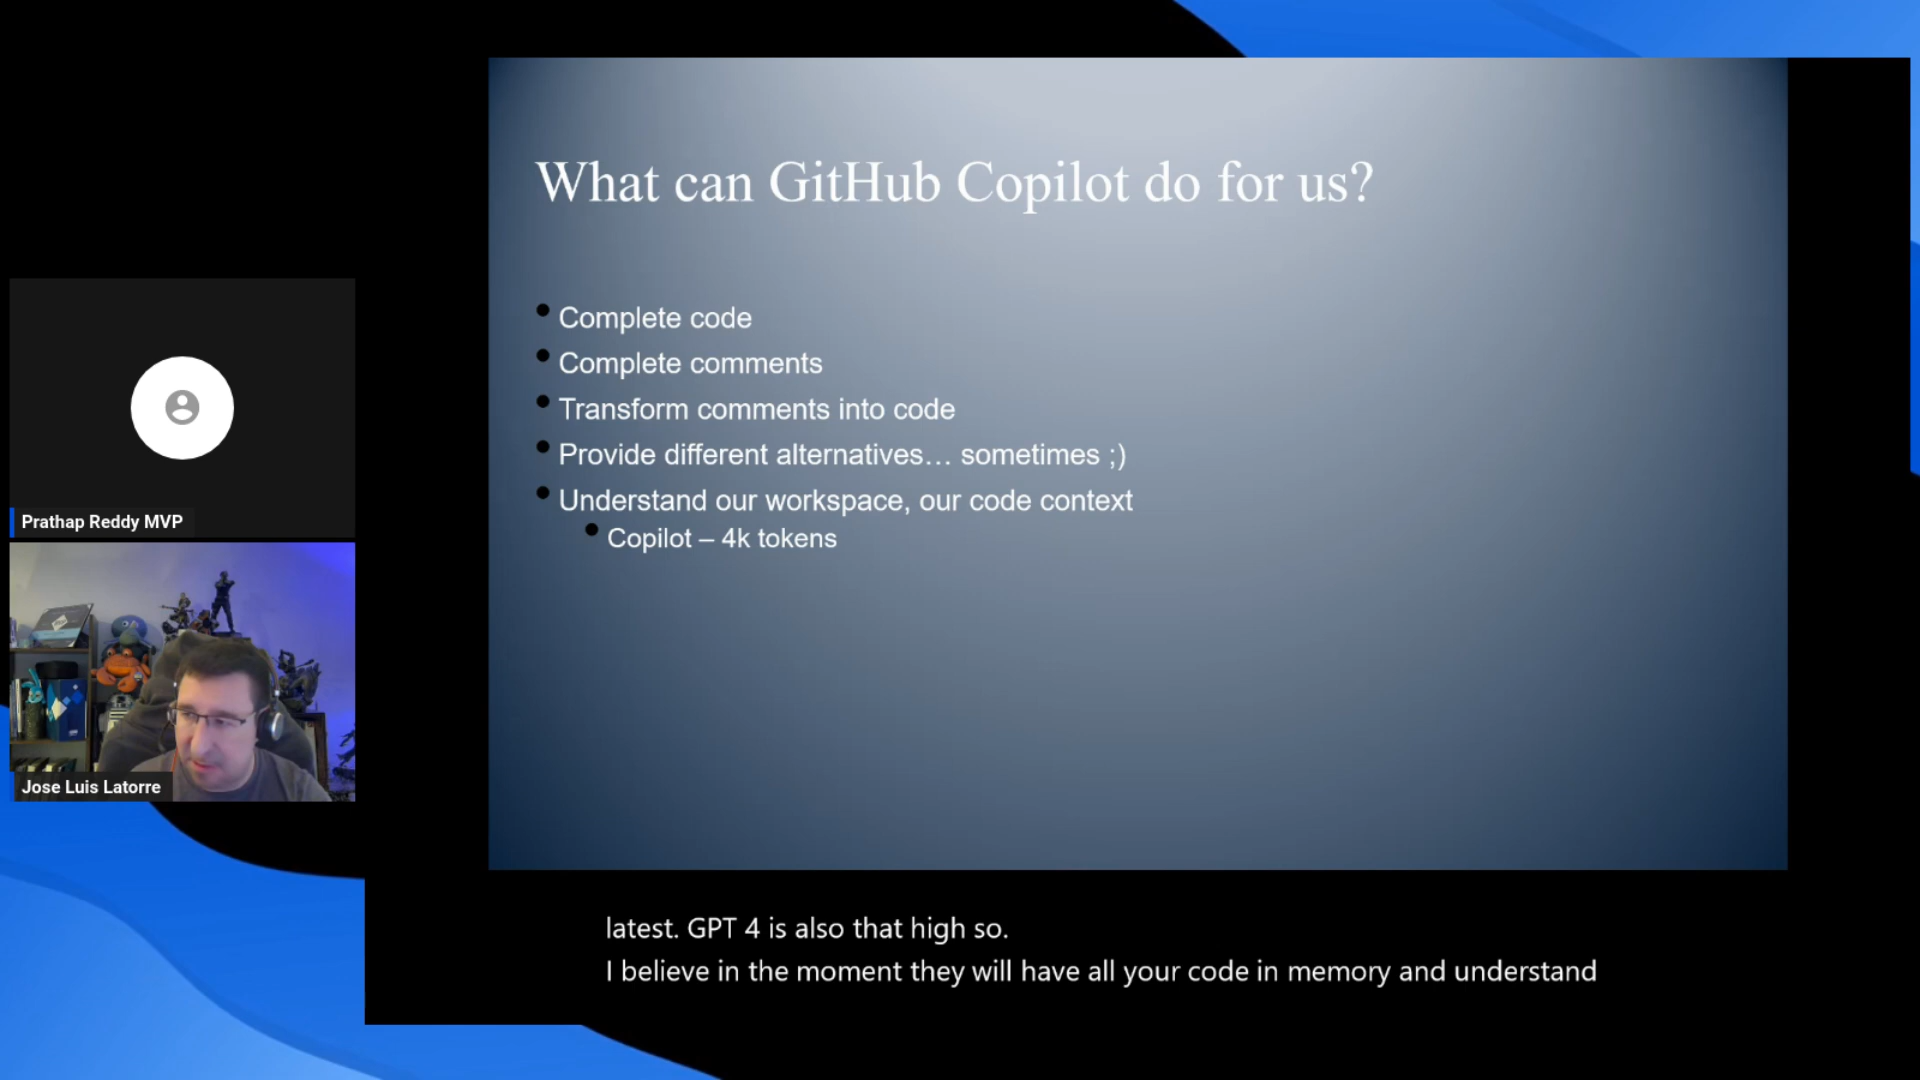 What can GitHub Copilot do for us?
Complete code
Complete comments
Transform comments into code
Provide different alternatives… sometimes ;)
Understand our workspace, our code context
Copilot – 4k tokens
Prathap Reddy MVP
Jose Luis Latorre
latest. GPT 4 is also that high so.
I believe in the moment they will have all your code in memory and understand